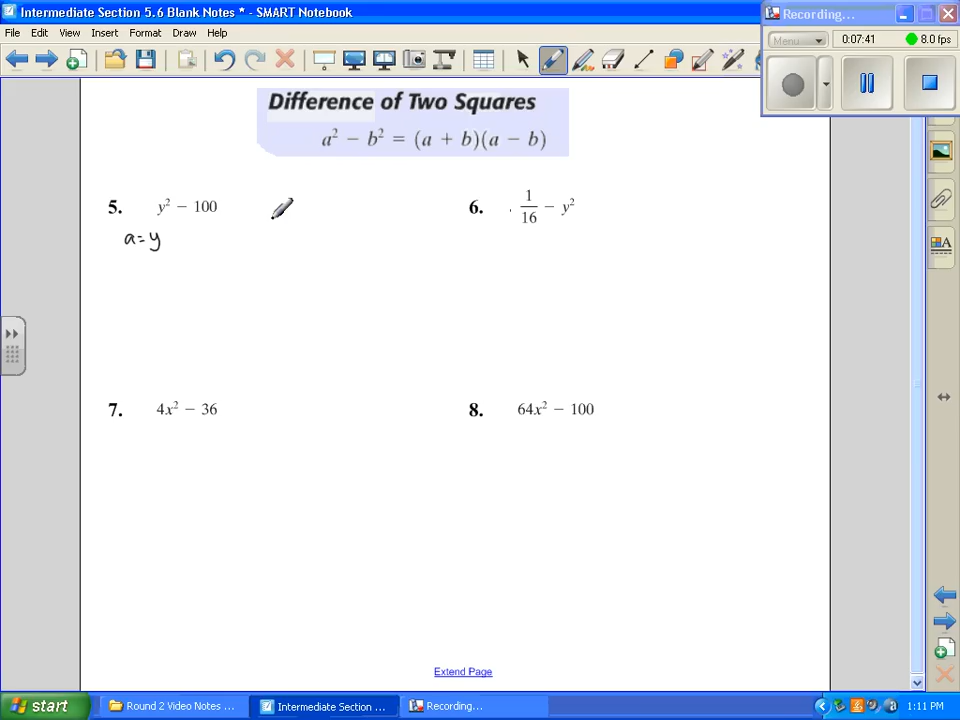 Intermediate Section 5.6 Blank Notes * - SMART Notebook
Recording...
File Edit View Insert Format Draw Help
Menu
0:07:41
8.0 fps
Difference of Two Squares
a² − b² = (a + b)(a − b)
5. y² − 100
a=y
6. 1/16 − y²
7. 4x² − 36
8. 64x² − 100
Extend Page
start
Round 2 Video Notes ...
Intermediate Section ...
Recording...
1:11 PM